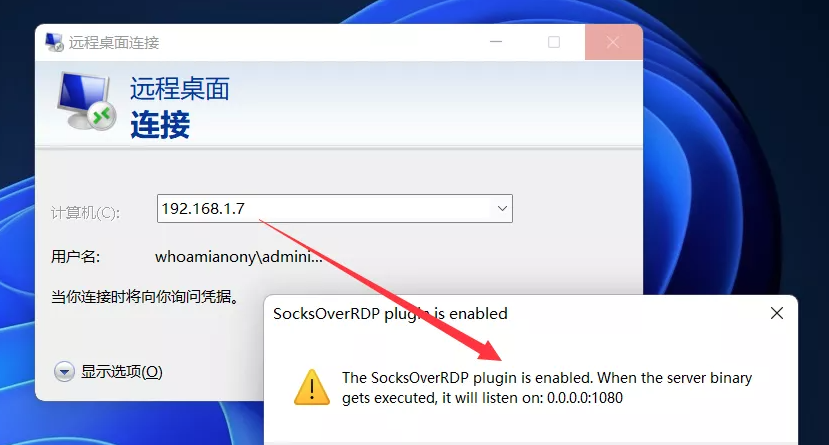 远程桌面连接
远程桌面
连接
计算机(C):
192.168.1.7
用户名:
whoamianony\admini...
当你连接时将向你询问凭据。
显示选项(O)
SocksOverRDP plugin is enabled
The SocksOverRDP plugin is enabled. When the server binary
gets executed, it will listen on: 0.0.0.0:1080